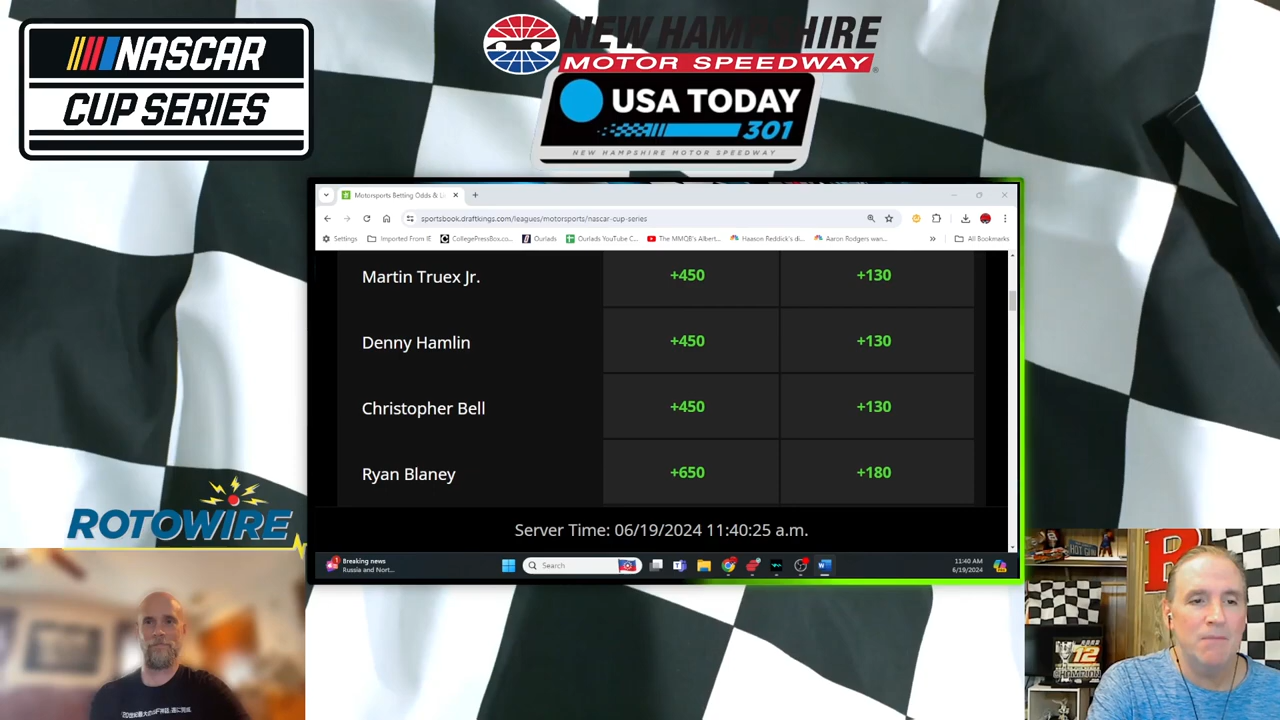 NASCAR
CUP SERIES
NEW HAMPSHIRE
MOTOR SPEEDWAY
USA TODAY
301
NEW HAMPSHIRE MOTOR SPEEDWAY
Motorsports Betting Odds & L
sportsbook.draftkings.com/leagues/motorsports/nascar-cup-series
Settings
Imported From IE
CollegePressBox.co...
Ourlads
Ourlads YouTube C...
The MMQB's Albert...
Haason Reddick's di...
Aaron Rodgers wan...
All Bookmarks
Martin Truex Jr. +450 +130
Denny Hamlin +450 +130
Christopher Bell +450 +130
Ryan Blaney +650 +180
Server Time: 06/19/2024 11:40:25 a.m.
Breaking news
Russia and Nort...
Search
11:40 AM
6/19/2024
ROTOWIRE
R
12